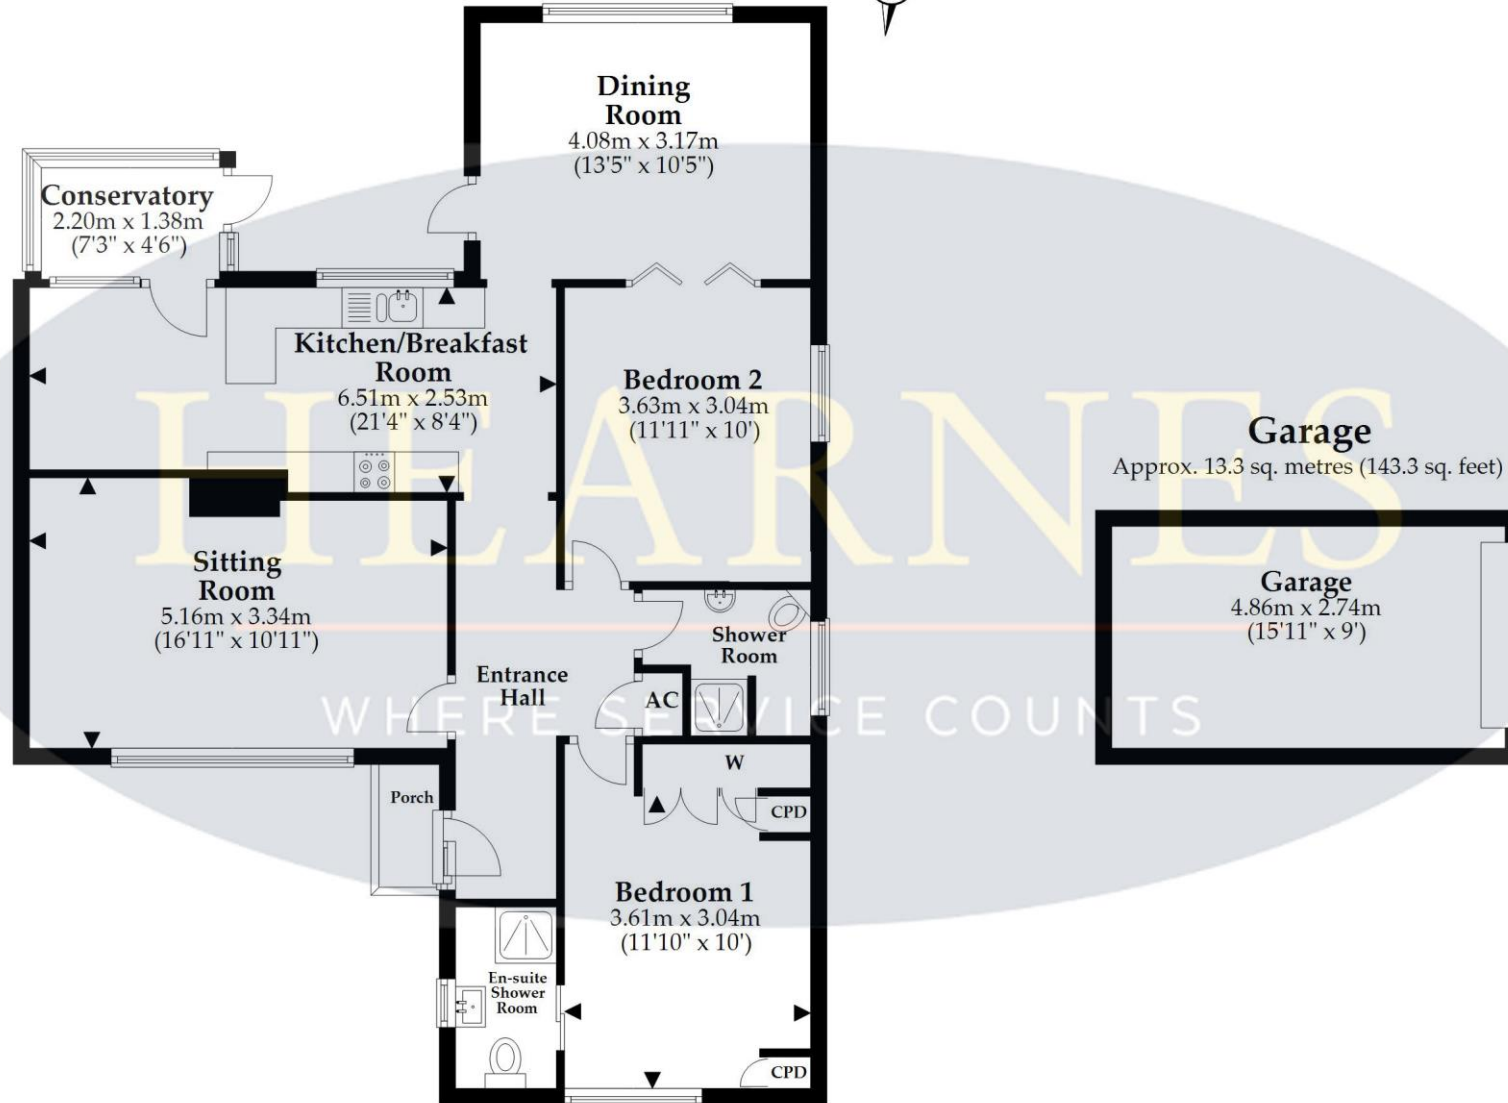 Dining
Room
4.08m x 3.17m
(13'5" x 10'5")
Conservatory
2.20m x 1.38m
(7'3" x 4'6")
Kitchen/Breakfast
Room
6.51m x 2.53m
(21'4" x 8'4")
Bedroom 2
3.63m x 3.04m
(11'11" x 10')
HEARNES
WHERE SERVICE COUNTS
Garage
Approx. 13.3 sq. metres (143.3 sq. feet)
Garage
4.86m x 2.74m
(15'11" x 9')
Sitting
Room
5.16m x 3.34m
(16'11" x 10'11")
Shower
Room
Entrance
Hall
AC
W
Porch
CPD
Bedroom 1
3.61m x 3.04m
(11'10" x 10')
En-suite
Shower
Room
CPD